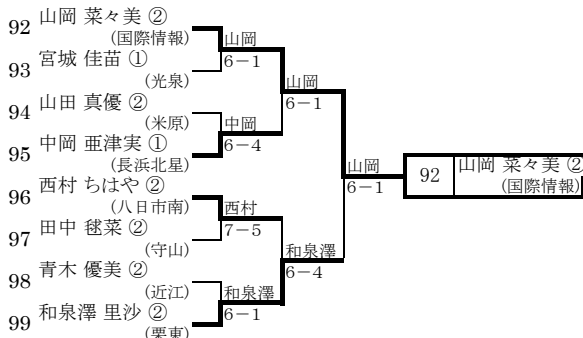 92 山岡 菜々美 ②
(国際情報)
93 宮城 佳苗 ①
(光泉)
94 山田 真優 ②
(米原)
95 中岡 亜津実 ①
(長浜北星)
96 西村 ちはや ②
(八日市南)
97 田中 毬菜 ②
(守山)
98 青木 優美 ②
(近江)
99 和泉澤 里沙 ②
(栗東)
山岡
6－1
中岡
6－4
西村
7－5
和泉澤
6－1
山岡
6－1
和泉澤
6－4
山岡
6－1
92 山岡 菜々美 ②
(国際情報)